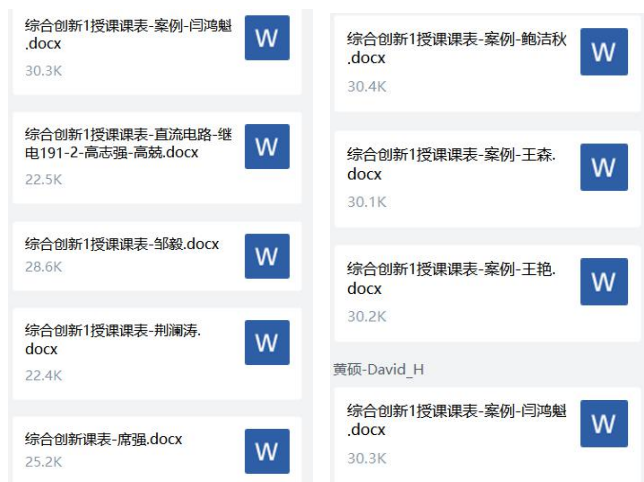 综合创新1授课课表-案例-闫鸿魁
.docx
W
30.3K
综合创新1授课课表-直流电路-继
电191-2-高志强-高兢.docx
W
22.5K
综合创新1授课课表-邹毅.docx
W
28.6K
综合创新1授课课表-荆澜涛.
docx
W
22.4K
综合创新课表-席强.docx
W
25.2K
综合创新1授课课表-案例-鲍洁秋
.docx
W
30.4K
综合创新1授课课表-案例-王森.
docx
W
30.1K
综合创新1授课课表-案例-王艳.
docx
W
30.2K
黄硕-David_H
综合创新1授课课表-案例-闫鸿魁
.docx
W
30.3K